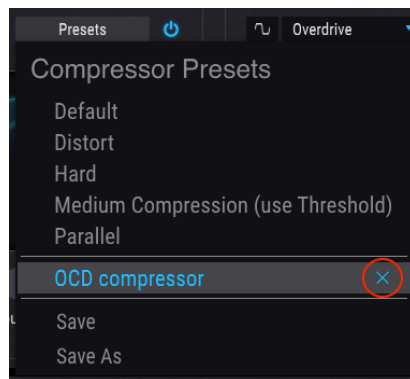 Presets Overdrive
Compressor Presets
Default
Distort
Hard
Medium Compression (use Threshold)
Parallel
OCD compressor
Save
Save As